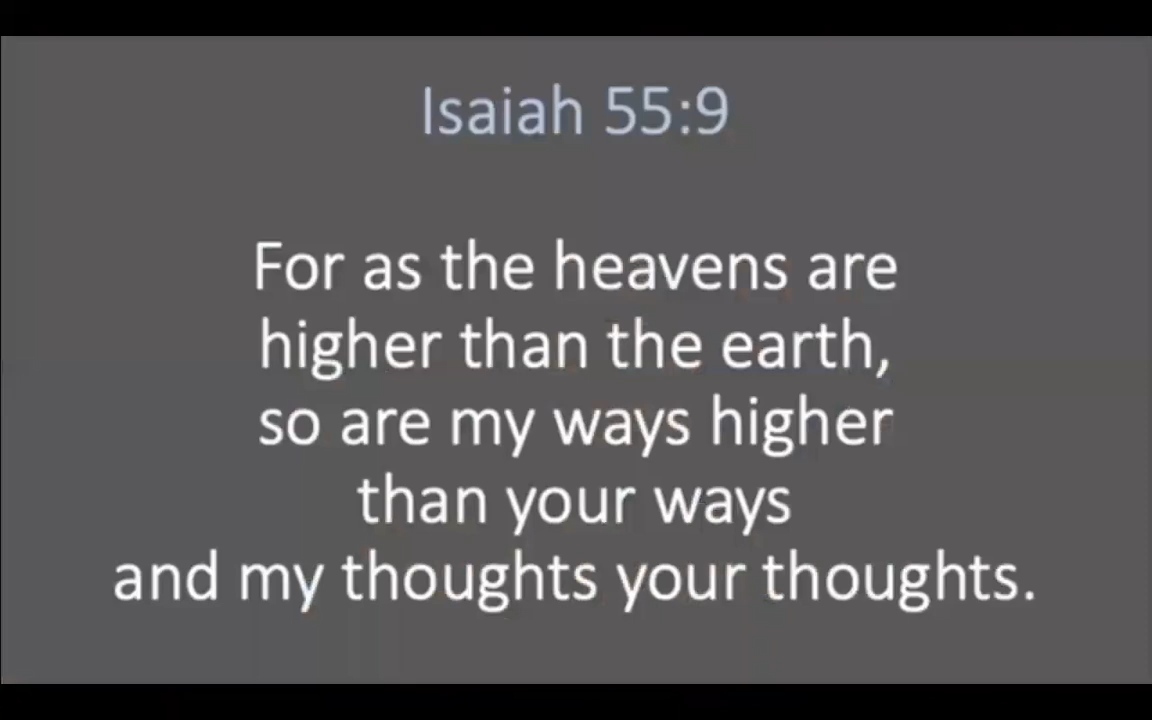 Isaiah 55:9
For as the heavens are
higher than the earth,
so are my ways higher
than your ways
and my thoughts your thoughts.